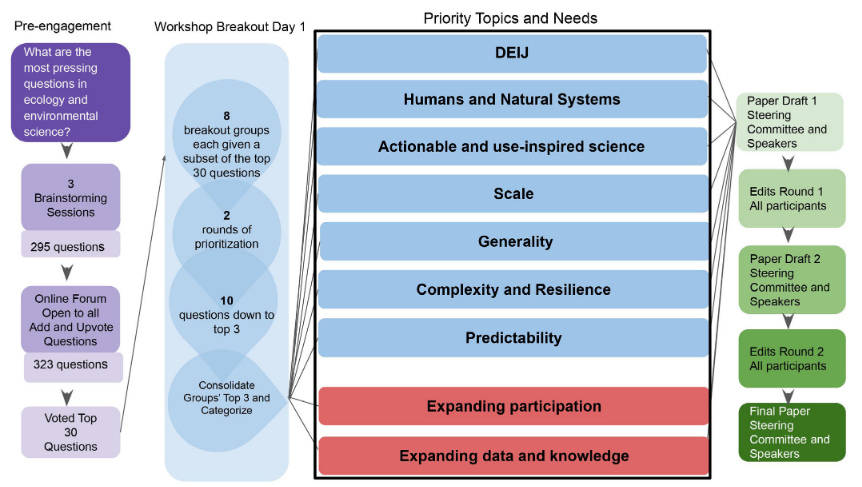 Pre-engagement
What are the
most pressing
questions in
ecology and
environmental
science?
3
Brainstorming
Sessions
295 questions
Online Forum
Open to all
Add and Upvote
Questions
323 questions
Voted Top
30
Questions
Workshop Breakout Day 1
8
breakout groups
each given a
subset of the top
30 questions
2
rounds of
prioritization
10
questions down to
top 3
Consolidate
Groups' Top 3 and
Categorize
Priority Topics and Needs
DEIJ
Humans and Natural Systems
Actionable and use-inspired science
Scale
Generality
Complexity and Resilience
Predictability
Expanding participation
Expanding data and knowledge
Paper Draft 1
Steering
Committee and
Speakers
Edits Round 1
All participants
Paper Draft 2
Steering
Committee and
Speakers
Edits Round 2
All participants
Final Paper
Steering
Committee and
Speakers